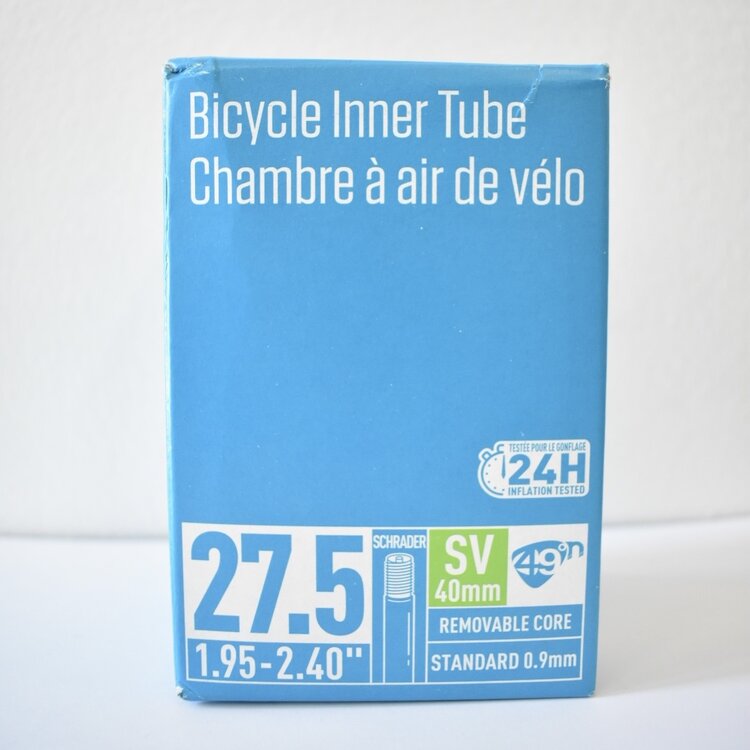 Bicycle Inner Tube
Chambre à air de vélo
TESTÉE POUR LE GONFLAGE
24H
INFLATION TESTED
27.5
1.95-2.40"
SCHRADER
SV
40mm
49°N
REMOVABLE CORE
STANDARD 0.9mm